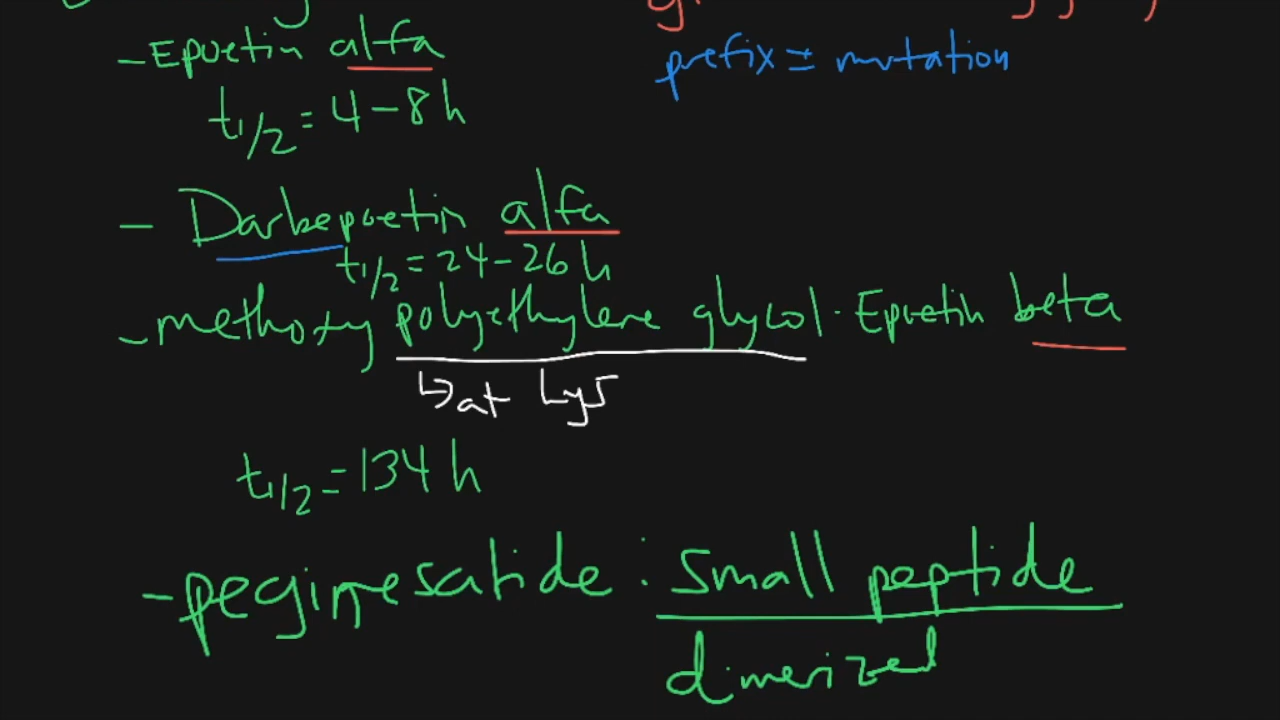 - Epoetin alfa
prefix ± mutation
t1/2 = 4-8 h
- Darbepoetin alfa
t1/2 = 24-26 h
- methoxy polyethylene glycol · Epoetin beta
↳ at Lys
t1/2 = 134 h
- peginesatide : small peptide
dimerized